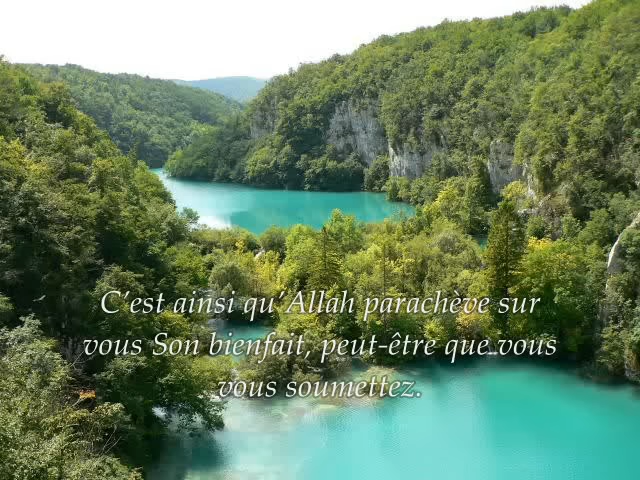 C'est ainsi qu'Allah parachève sur
vous Son bienfait, peut-être que vous
vous soumettez.